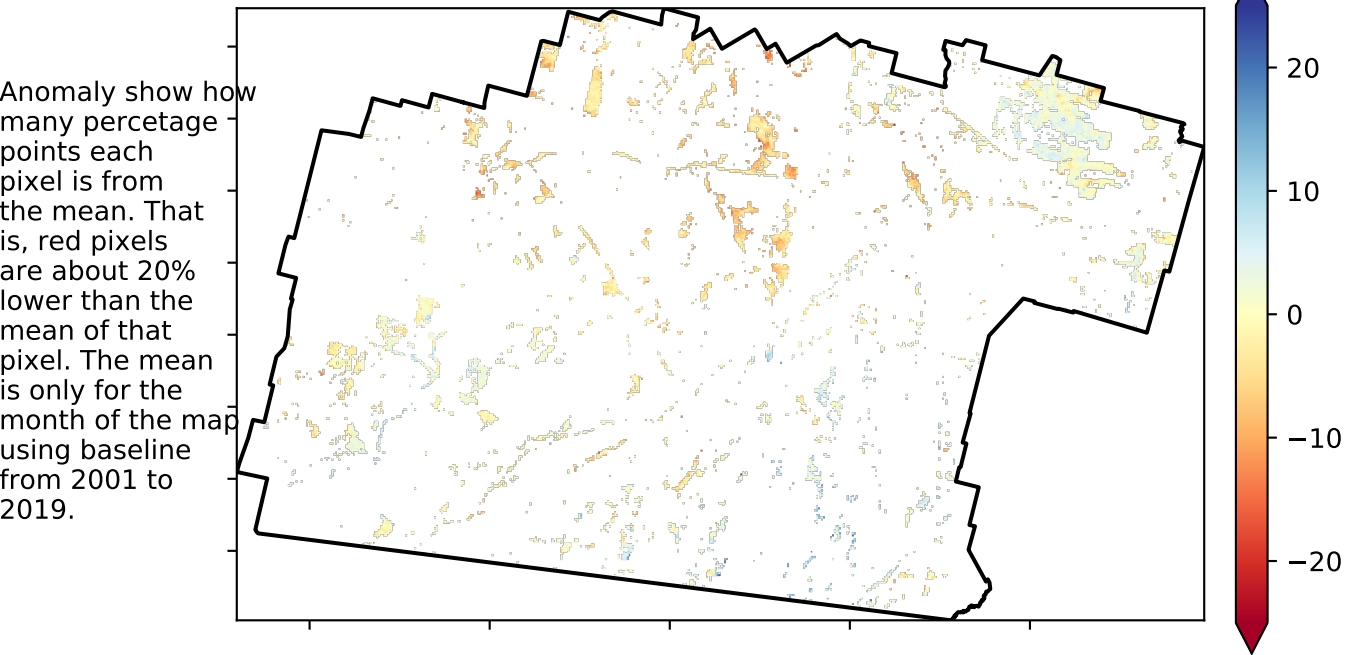 Anomaly show how
many percetage
points each
pixel is from
the mean. That
is, red pixels
are about 20%
lower than the
mean of that
pixel. The mean
is only for the
month of the map
using baseline
from 2001 to
2019.
20
10
0
−10
−20